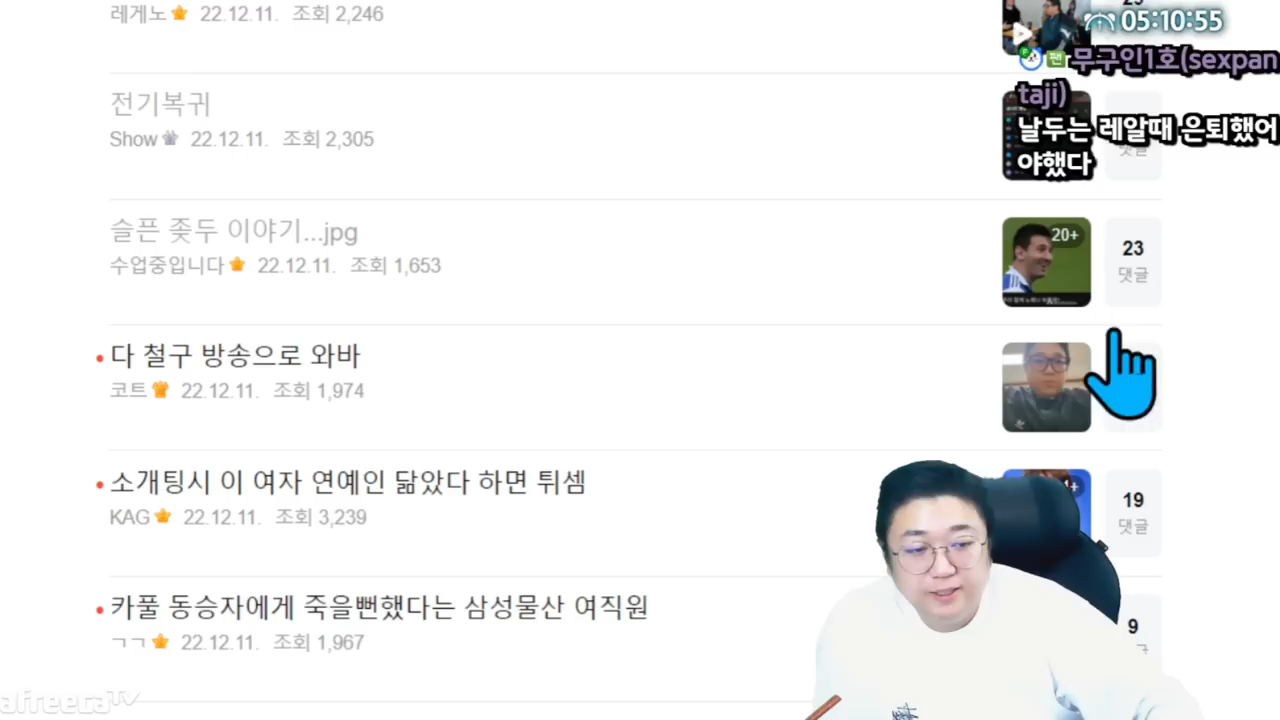 레게노 22.12.11. 조회 2,246
05:10:55
팬 무구인1호(sexpan
taji)
날두는 레알때 은퇴했어
야했다
전기복귀
Show 22.12.11. 조회 2,305
댓글
슬픈 좆두 이야기...jpg
수업중입니다 22.12.11. 조회 1,653
20+
23
댓글
다 철구 방송으로 와바
코트 22.12.11. 조회 1,974
소개팅시 이 여자 연예인 닮았다 하면 튀셈
KAG 22.12.11. 조회 3,239
19
댓글
카풀 동승자에게 죽을뻔했다는 삼성물산 여직원
ㄱㄱ 22.12.11. 조회 1,967
9
afreecaTV